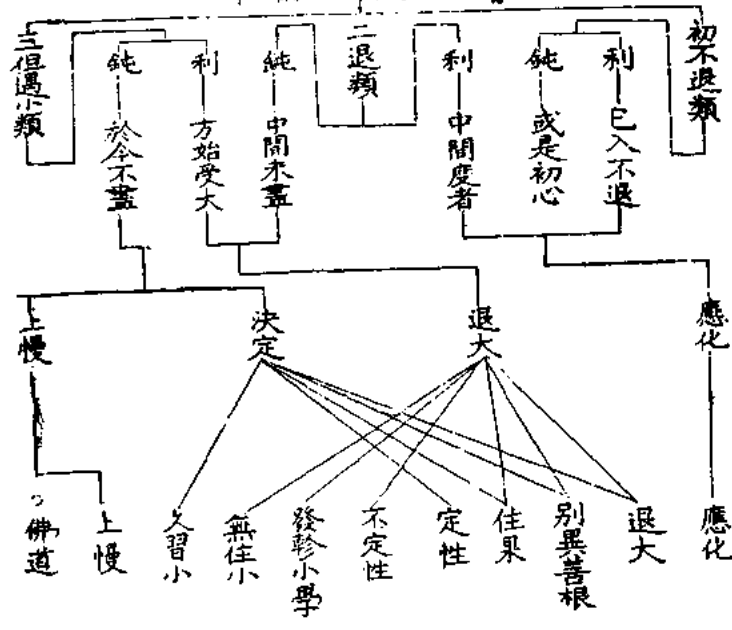 初不退類
利
已入不退
鈍
或是初心
二退類
利
中間度者
鈍
中間未盡
三但遇小類
利
方始受大
鈍
於今不盡
應化
退大
決定
上慢
應化
退大
別異善根
住果
定性
不定性
發軫小學
無住小
久習小
上慢
佛道